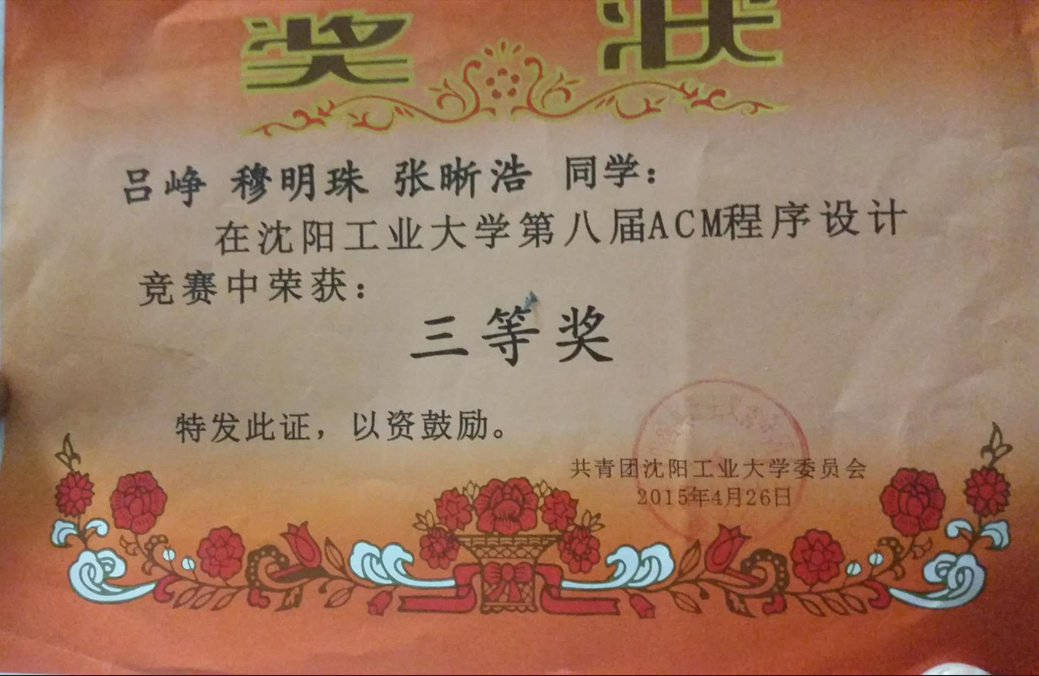 奖状
吕峥 穆明珠 张晰浩 同学：
在沈阳工业大学第八届ACM程序设计
竞赛中荣获：
三等奖
特发此证，以资鼓励。
共青团沈阳工业大学委员会
2015年4月26日